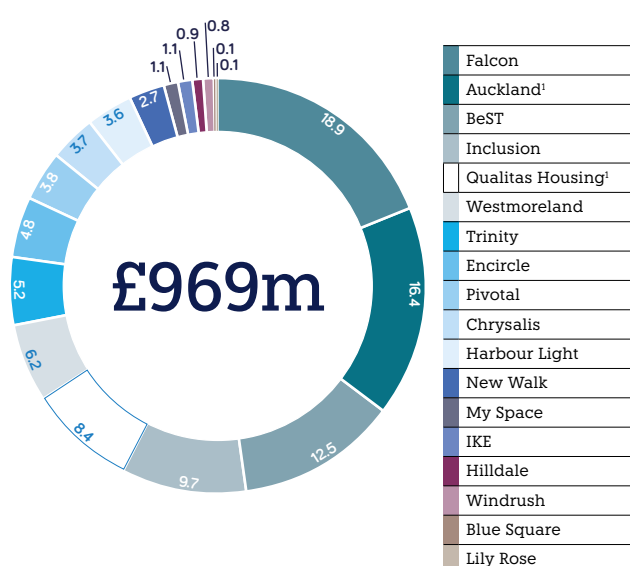 0.8
0.9
0.1
1.1
0.1
1.1
2.7
3.6
3.7
3.8
4.8
5.2
6.2
8.4
9.7
12.5
16.4
18.9
£969m
Falcon
Auckland¹
BeST
Inclusion
Qualitas Housing¹
Westmoreland
Trinity
Encircle
Pivotal
Chrysalis
Harbour Light
New Walk
My Space
IKE
Hilldale
Windrush
Blue Square
Lily Rose